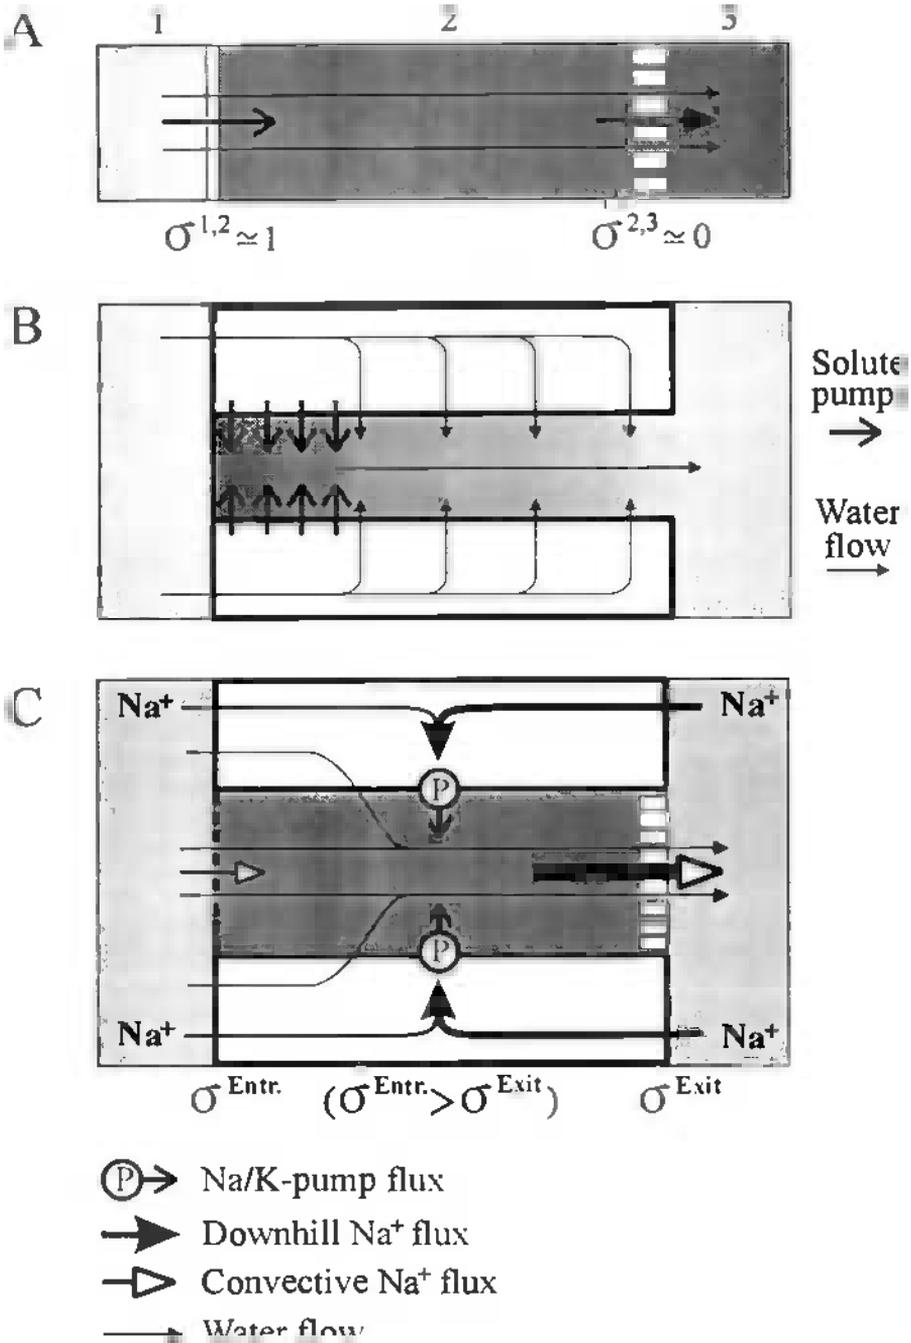 A
1 2 3
σ1,2≃1 σ2,3≃0
B
Solute
pump
Water
flow
C
Na+ Na+
P
P
Na+ Na+
σEntr. (σEntr.>σExit) σExit
P Na/K-pump flux
Downhill Na+ flux
Convective Na+ flux
Water flow